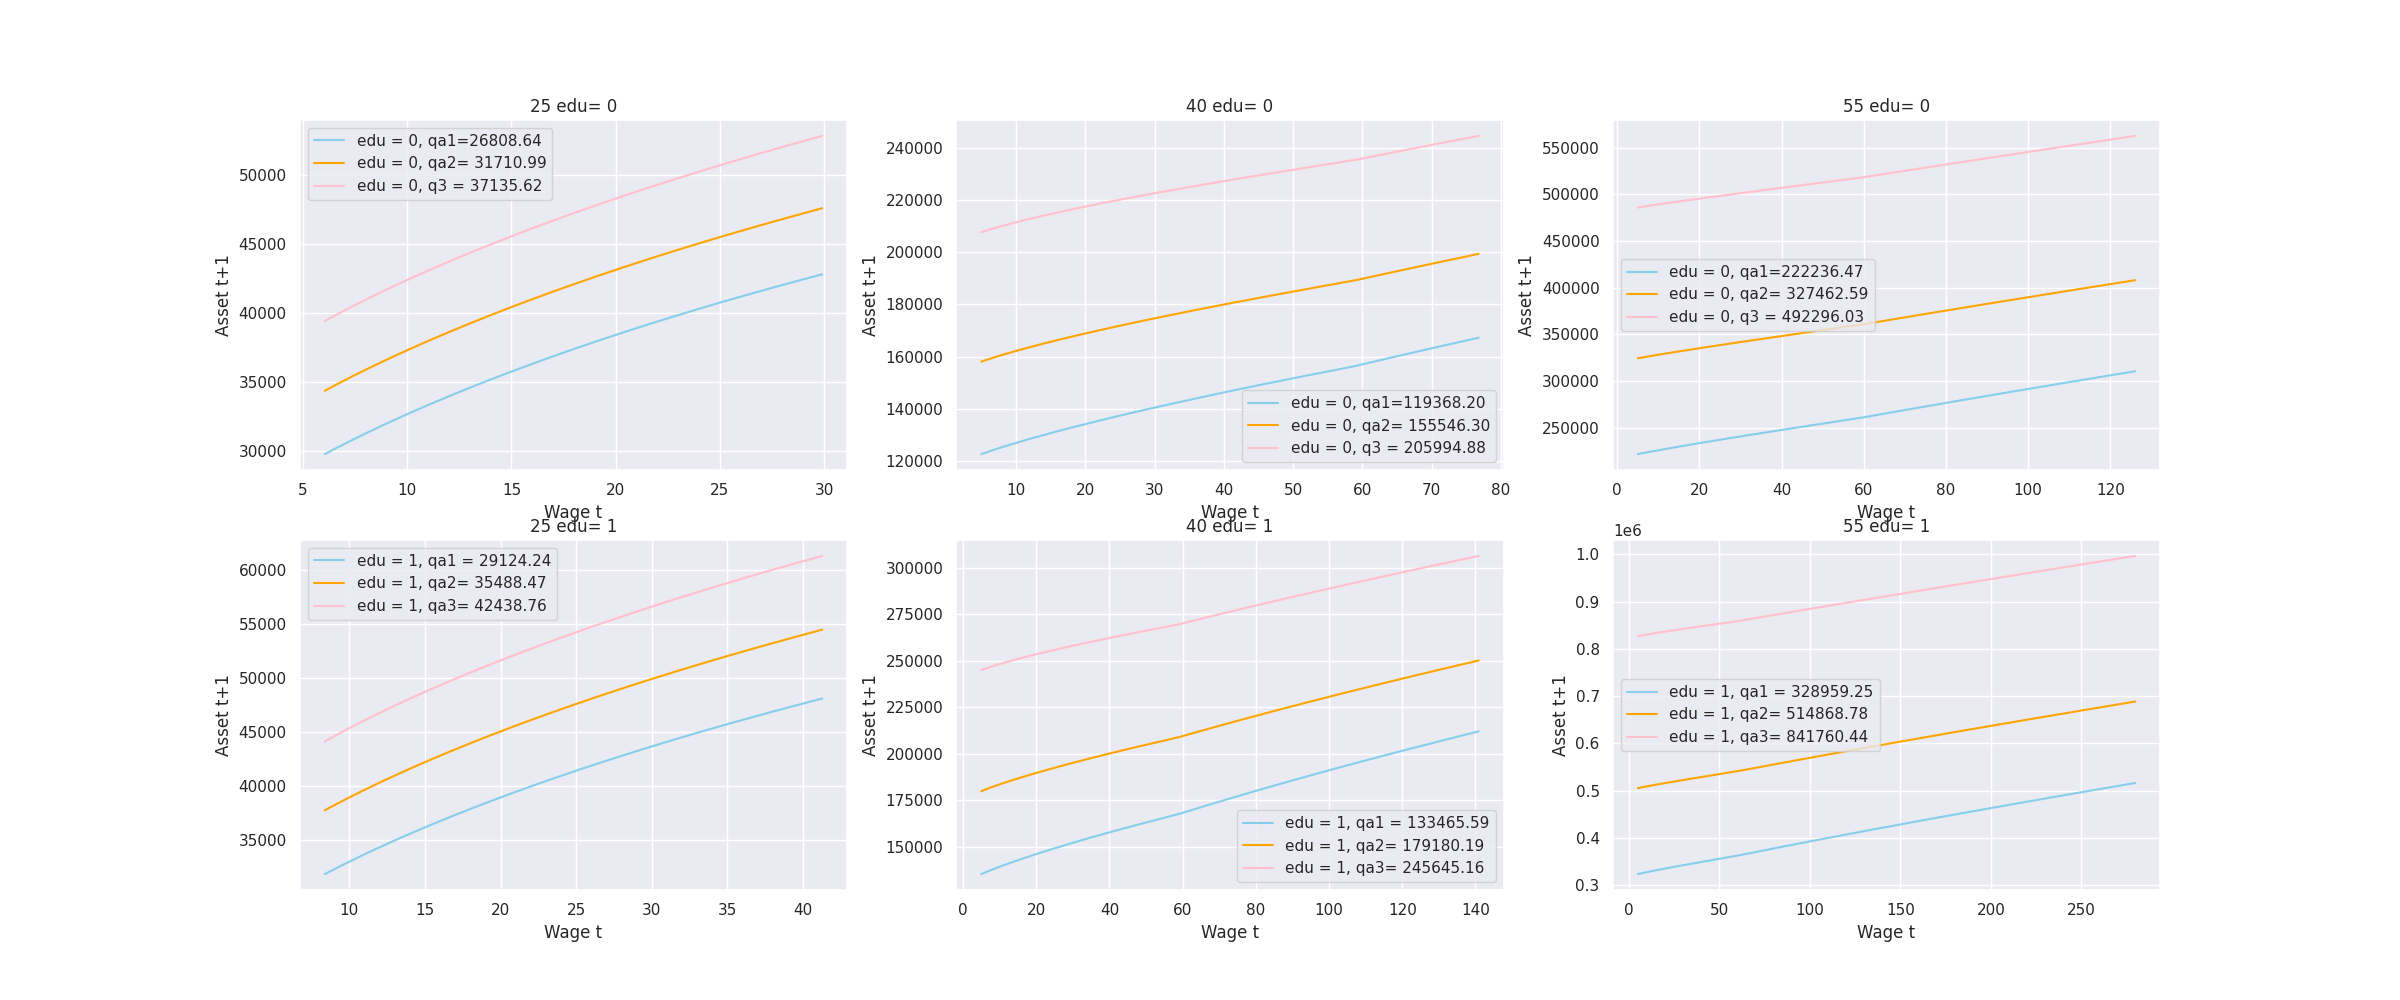 25 edu= 0
edu = 0, qa1=26808.64
edu = 0, qa2= 31710.99
edu = 0, q3 = 37135.62
50000
45000
40000
35000
30000
Asset t+1
5 10 15 20 25 30
Wage t
40 edu= 0
240000
220000
200000
180000
160000
140000
120000
Asset t+1
edu = 0, qa1=119368.20
edu = 0, qa2= 155546.30
edu = 0, q3 = 205994.88
10 20 30 40 50 60 70 80
Wage t
55 edu= 0
550000
500000
450000
400000
350000
300000
250000
Asset t+1
edu = 0, qa1=222236.47
edu = 0, qa2= 327462.59
edu = 0, q3 = 492296.03
0 20 40 60 80 100 120
Wage t
25 edu= 1
edu = 1, qa1 = 29124.24
edu = 1, qa2= 35488.47
edu = 1, qa3= 42438.76
60000
55000
50000
45000
40000
35000
Asset t+1
10 15 20 25 30 35 40
Wage t
40 edu= 1
300000
275000
250000
225000
200000
175000
150000
Asset t+1
edu = 1, qa1 = 133465.59
edu = 1, qa2= 179180.19
edu = 1, qa3= 245645.16
0 20 40 60 80 100 120 140
Wage t
55 edu= 1
1e6
1.0
0.9
0.8
0.7
0.6
0.5
0.4
0.3
Asset t+1
edu = 1, qa1 = 328959.25
edu = 1, qa2= 514868.78
edu = 1, qa3= 841760.44
0 50 100 150 200 250
Wage t